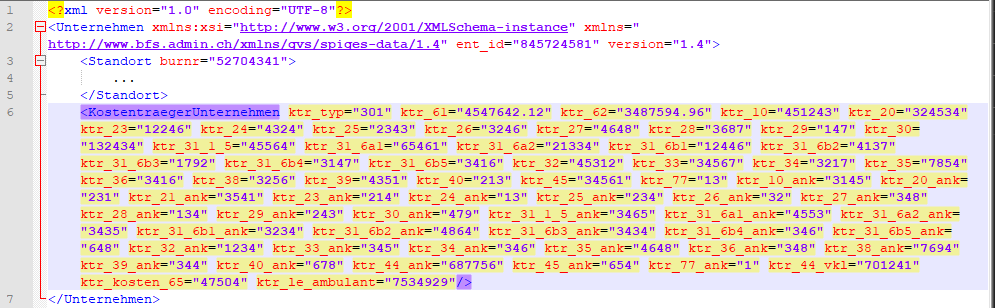 1 <?xml version="1.0" encoding="UTF-8"?>
2 <Unternehmen xmlns:xsi="http://www.w3.org/2001/XMLSchema-instance" xmlns="
http://www.bfs.admin.ch/xmlns/gvs/spiges-data/1.4" ent_id="845724581" version="1.4">
3 <Standort burnr="52704341">
4 ...
5 </Standort>
6 <KostentraegerUnternehmen ktr_typ="301" ktr_61="4547642.12" ktr_62="3487594.96" ktr_10="451243" ktr_20="324534"
ktr_23="12246" ktr_24="4324" ktr_25="2343" ktr_26="3246" ktr_27="4648" ktr_28="3687" ktr_29="147" ktr_30=
"132434" ktr_31_1_5="45564" ktr_31_6a1="65461" ktr_31_6a2="21334" ktr_31_6b1="12446" ktr_31_6b2="4137"
ktr_31_6b3="1792" ktr_31_6b4="3147" ktr_31_6b5="3416" ktr_32="45312" ktr_33="34567" ktr_34="3217" ktr_35="7854"
ktr_36="3416" ktr_38="3256" ktr_39="4351" ktr_40="213" ktr_45="34561" ktr_77="13" ktr_10_ank="3145" ktr_20_ank=
"231" ktr_21_ank="3541" ktr_23_ank="214" ktr_24_ank="13" ktr_25_ank="234" ktr_26_ank="32" ktr_27_ank="348"
ktr_28_ank="134" ktr_29_ank="243" ktr_30_ank="479" ktr_31_1_5_ank="3465" ktr_31_6a1_ank="4553" ktr_31_6a2_ank=
"3435" ktr_31_6b1_ank="3234" ktr_31_6b2_ank="4864" ktr_31_6b3_ank="3434" ktr_31_6b4_ank="346" ktr_31_6b5_ank=
"648" ktr_32_ank="1234" ktr_33_ank="345" ktr_34_ank="346" ktr_35_ank="4648" ktr_36_ank="348" ktr_38_ank="7694"
ktr_39_ank="344" ktr_40_ank="678" ktr_44_ank="687756" ktr_45_ank="654" ktr_77_ank="1" ktr_44_vkl="701241"
ktr_kosten_65="47504" ktr_le_ambulant="7534929"/>
7 </Unternehmen>